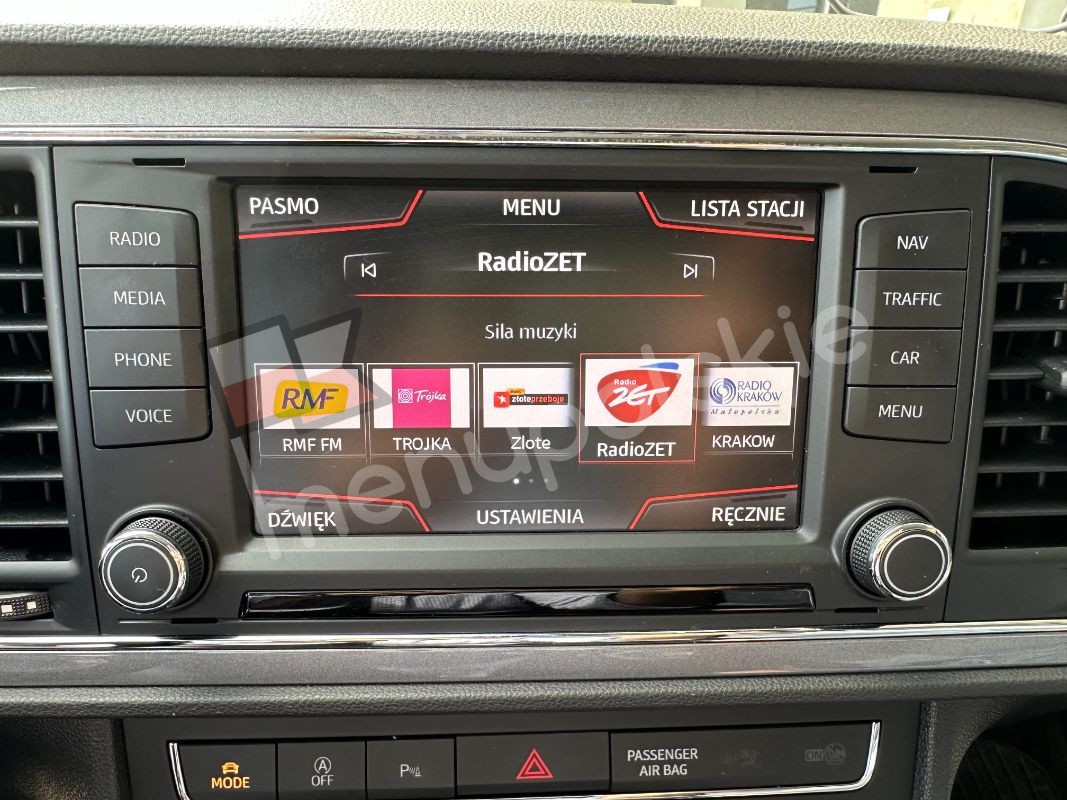 PASMO
MENU
LISTA STACJI
RADIO
RadioZET
NAV
MEDIA
TRAFFIC
Sila muzyki
PHONE
CAR
VOICE
MENU
RMF
Trójka
złoteprzeboje
Radio
ZET
RADIO
KRAKÓW
Małopolska
RMF FM
TROJKA
Zlote
RadioZET
KRAKOW
menupolskie
DŹWIĘK
USTAWIENIA
RĘCZNIE
MODE
A
OFF
P
PASSENGER
AIR BAG
OFF
ON